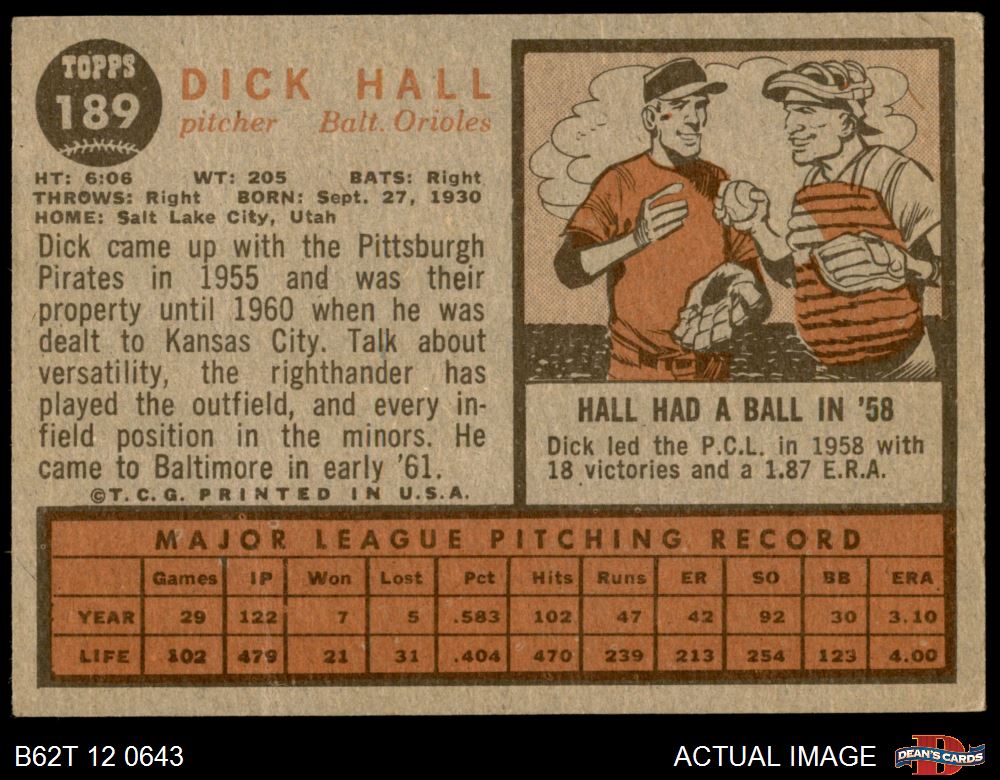 TOPPS
189
DICK HALL
pitcher Balt. Orioles
HT: 6:06 WT: 205 BATS: Right
THROWS: Right BORN: Sept. 27, 1930
HOME: Salt Lake City, Utah
Dick came up with the Pittsburgh
Pirates in 1955 and was their
property until 1960 when he was
dealt to Kansas City. Talk about
versatility, the righthander has
played the outfield, and every in-
field position in the minors. He
came to Baltimore in early '61.
©T.C.G. PRINTED IN U.S.A.
HALL HAD A BALL IN '58
Dick led the P.C.L. in 1958 with
18 victories and a 1.87 E.R.A.
MAJOR LEAGUE PITCHING RECORD
Games IP Won Lost Pct Hits Runs ER SO BB ERA
YEAR 29 122 7 5 .583 102 47 42 92 30 3.10
LIFE 102 479 21 31 .404 470 239 213 254 123 4.00
B62T 12 0643
ACTUAL IMAGE
D
DEAN'S CARDS